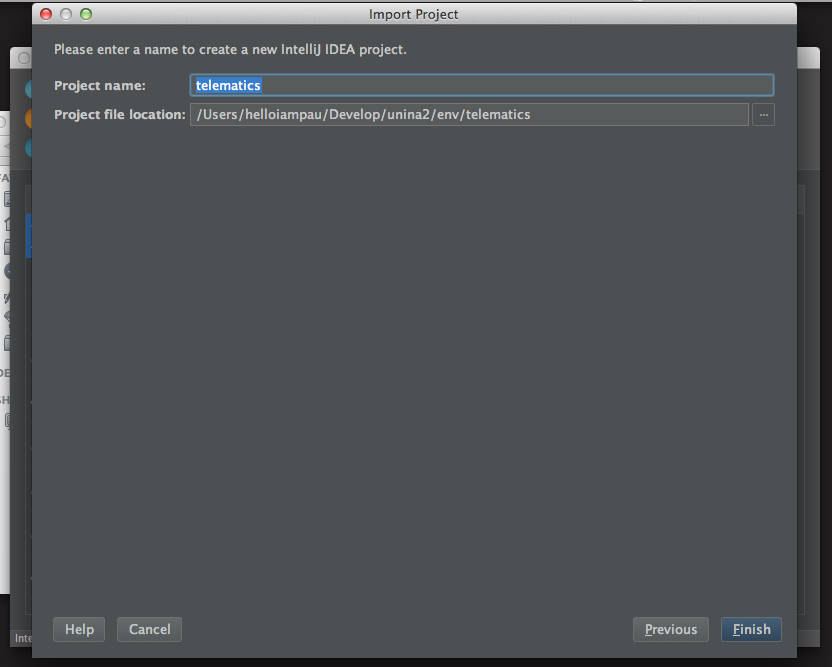 Import Project
Please enter a name to create a new IntelliJ IDEA project.
Project name: telematics
Project file location: /Users/helloiampau/Develop/unina2/env/telematics ...
Help Cancel Previous Finish